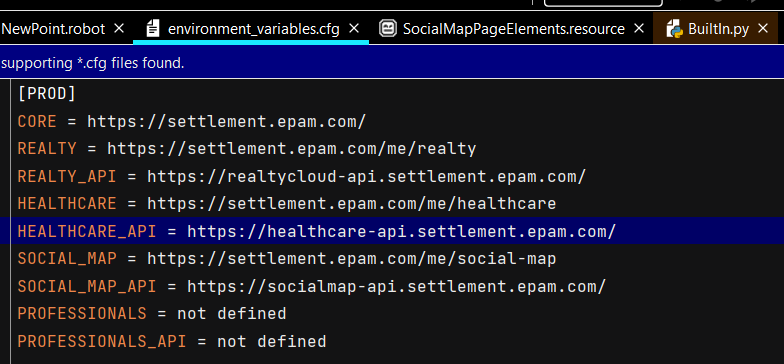 NewPoint.robot environment_variables.cfg SocialMapPageElements.resource BuiltIn.py
supporting *.cfg files found.
[PROD]
CORE = https://settlement.epam.com/
REALTY = https://settlement.epam.com/me/realty
REALTY_API = https://realtycloud-api.settlement.epam.com/
HEALTHCARE = https://settlement.epam.com/me/healthcare
HEALTHCARE_API = https://healthcare-api.settlement.epam.com/
SOCIAL_MAP = https://settlement.epam.com/me/social-map
SOCIAL_MAP_API = https://socialmap-api.settlement.epam.com/
PROFESSIONALS = not defined
PROFESSIONALS_API = not defined